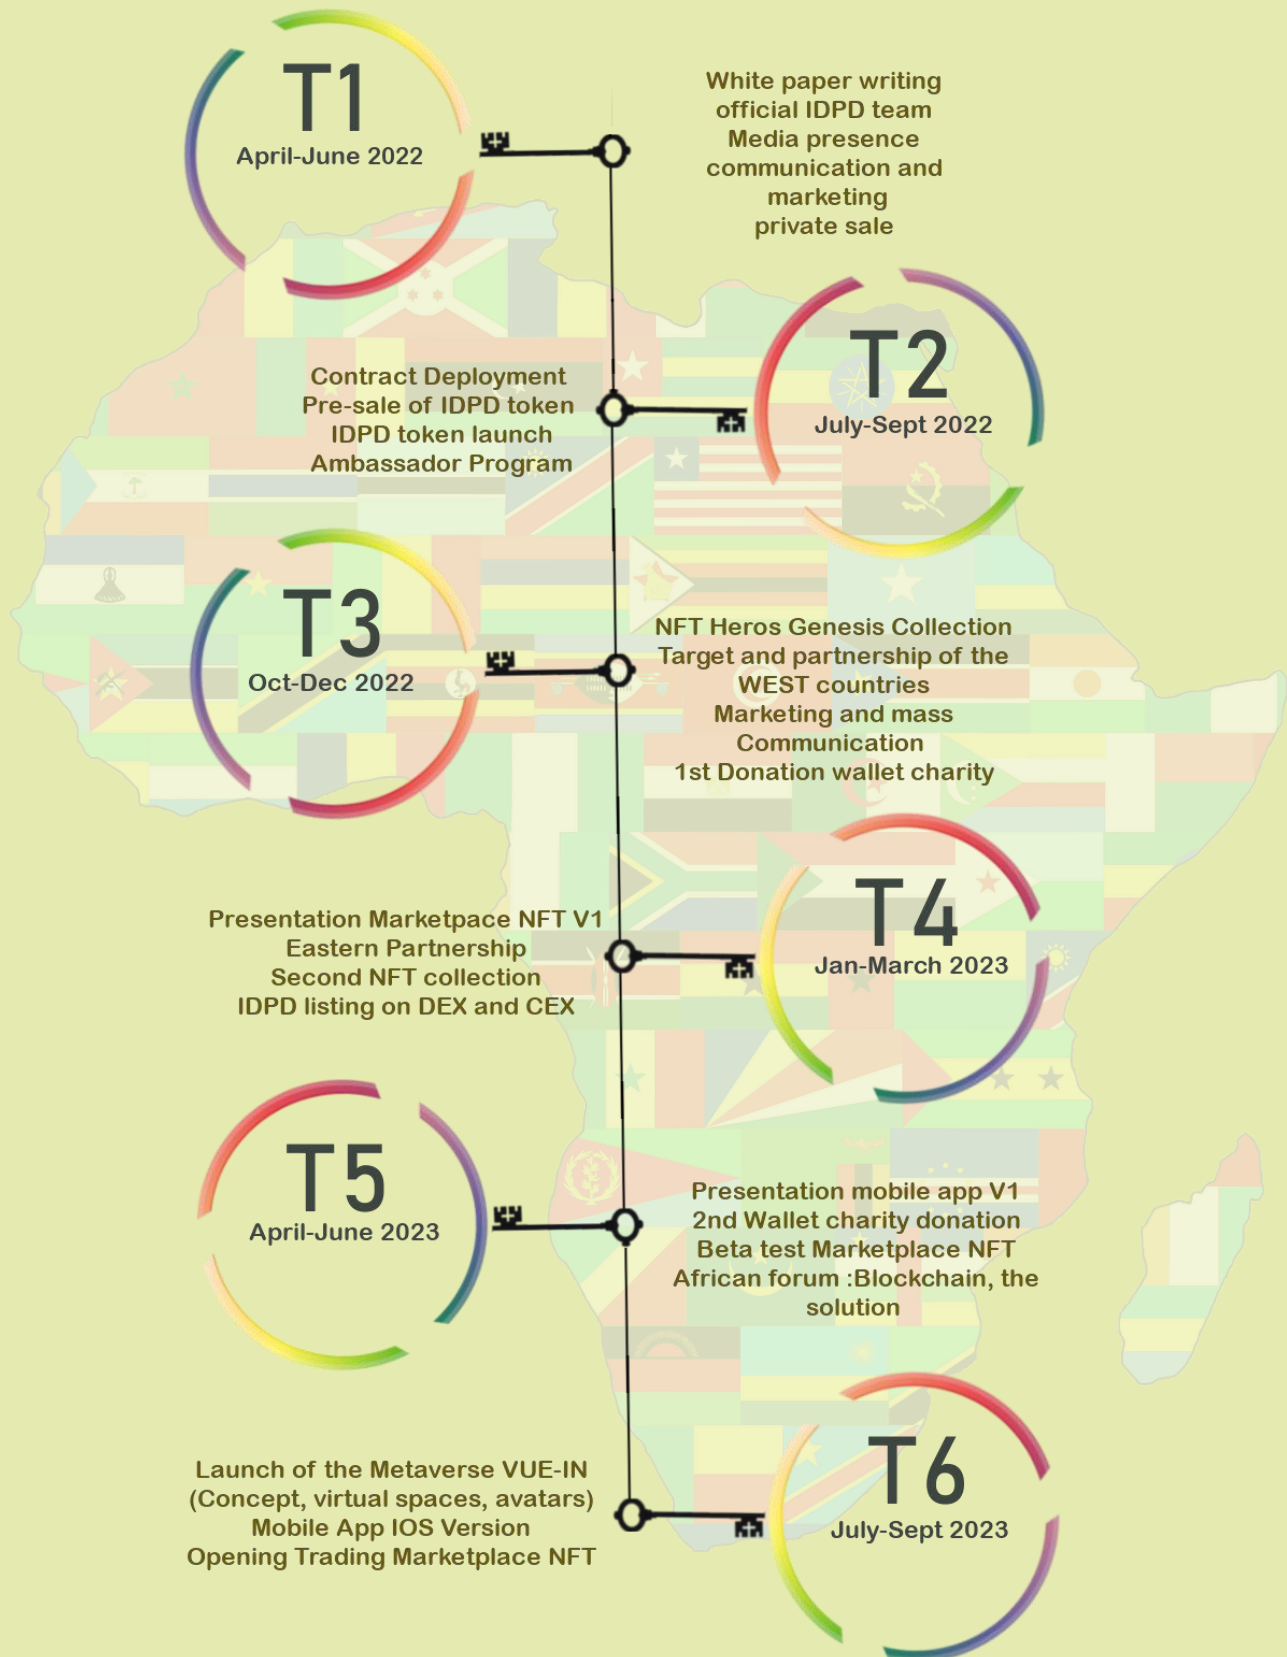 T1
April-June 2022
White paper writing
official IDPD team
Media presence
communication and
marketing
private sale
T2
July-Sept 2022
Contract Deployment
Pre-sale of IDPD token
IDPD token launch
Ambassador Program
T3
Oct-Dec 2022
NFT Heros Genesis Collection
Target and partnership of the
WEST countries
Marketing and mass
Communication
1st Donation wallet charity
T4
Jan-March 2023
Presentation Marketpace NFT V1
Eastern Partnership
Second NFT collection
IDPD listing on DEX and CEX
T5
April-June 2023
Presentation mobile app V1
2nd Wallet charity donation
Beta test Marketplace NFT
African forum :Blockchain, the
solution
T6
July-Sept 2023
Launch of the Metaverse VUE-IN
(Concept, virtual spaces, avatars)
Mobile App IOS Version
Opening Trading Marketplace NFT